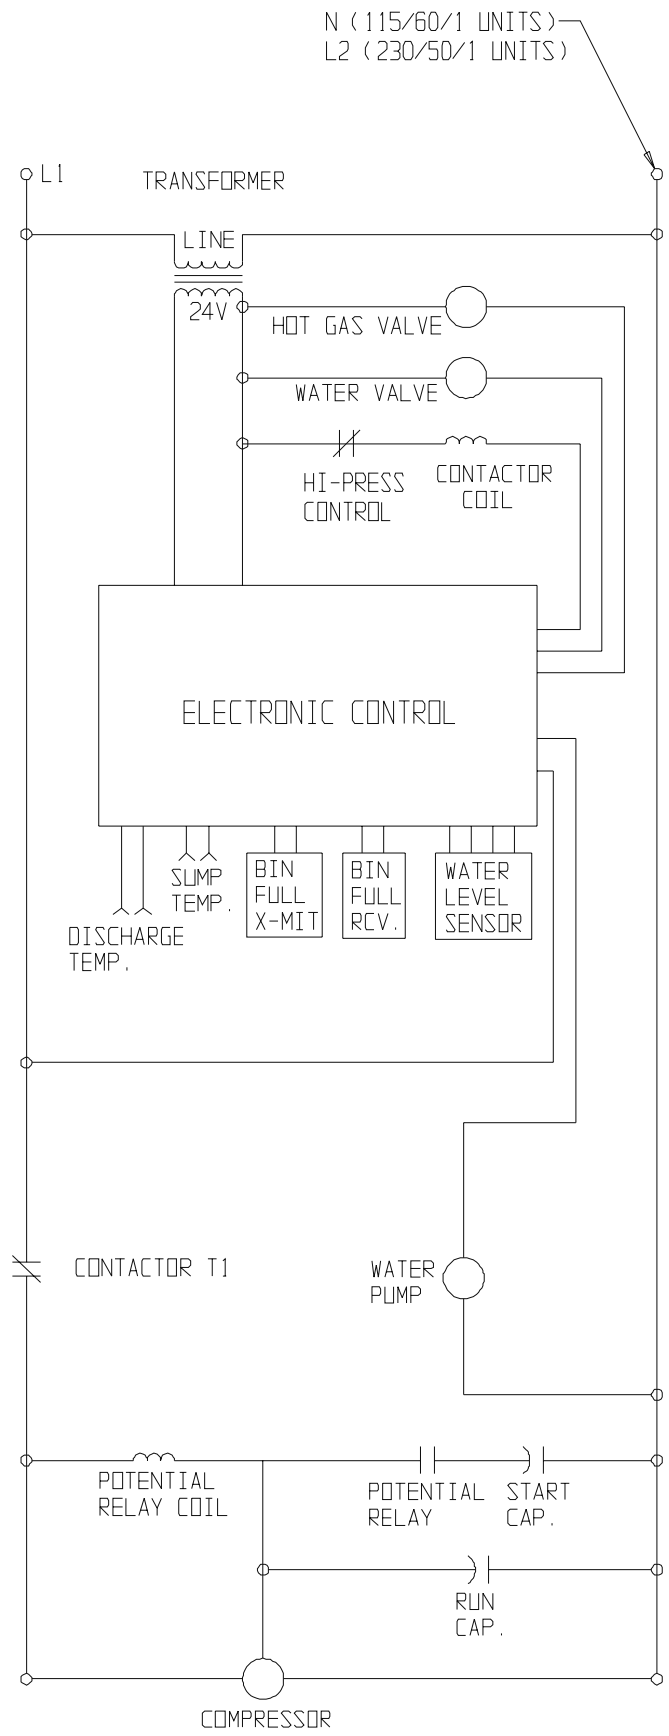 N (115/60/1 UNITS)
L2 (230/50/1 UNITS)
L1
TRANSFORMER
LINE
24V
HOT GAS VALVE
WATER VALVE
HI-PRESS
CONTROL
CONTACTOR
COIL
ELECTRONIC CONTROL
DISCHARGE
TEMP.
SUMP
TEMP.
BIN
FULL
X-MIT
BIN
FULL
RCV.
WATER
LEVEL
SENSOR
CONTACTOR T1
WATER
PUMP
POTENTIAL
RELAY COIL
POTENTIAL
RELAY
START
CAP.
RUN
CAP.
COMPRESSOR